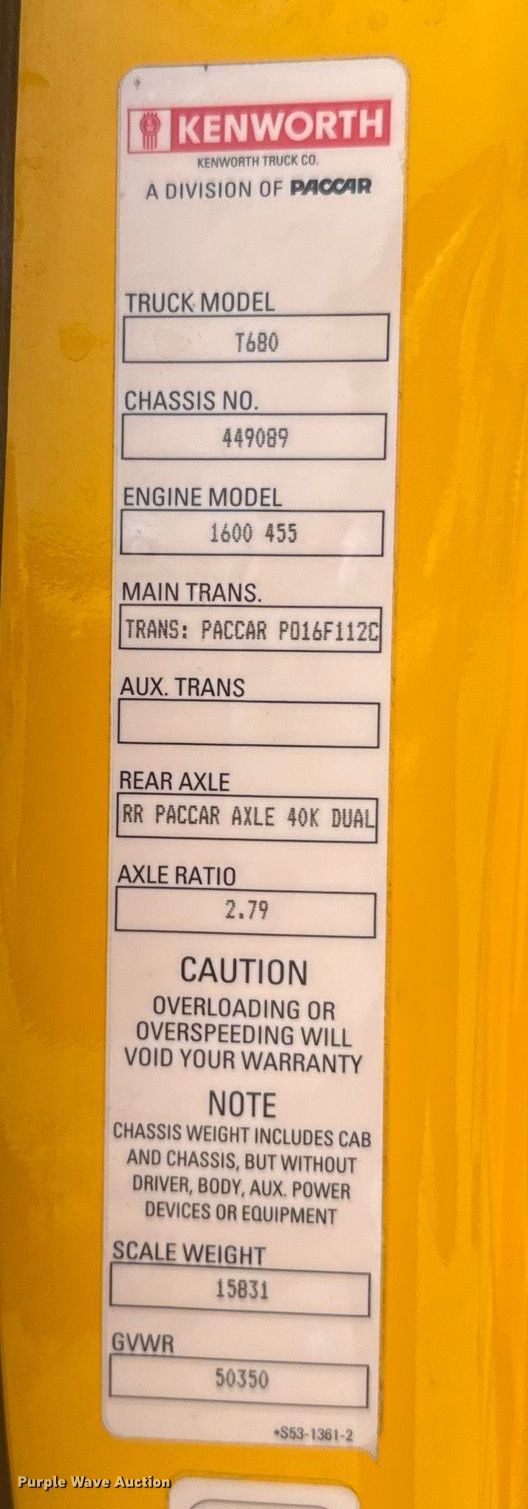 KENWORTH
KENWORTH TRUCK CO.
A DIVISION OF PACCAR
TRUCK MODEL
T680
CHASSIS NO.
449089
ENGINE MODEL
1600 455
MAIN TRANS.
TRANS: PACCAR PO16F112C
AUX. TRANS
REAR AXLE
RR PACCAR AXLE 40K DUAL
AXLE RATIO
2.79
CAUTION
OVERLOADING OR
OVERSPEEDING WILL
VOID YOUR WARRANTY
NOTE
CHASSIS WEIGHT INCLUDES CAB
AND CHASSIS, BUT WITHOUT
DRIVER, BODY, AUX. POWER
DEVICES OR EQUIPMENT
SCALE WEIGHT
15831
GVWR
50350
*S53-1361-2
Purple Wave Auction